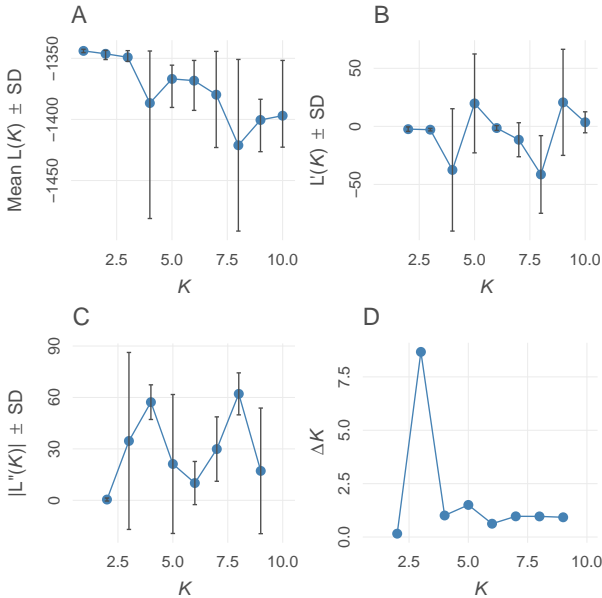 A
Mean L(K) ± SD
−1350
−1400
−1450
2.5 5.0 7.5 10.0
K
B
L'(K) ± SD
50
0
−50
2.5 5.0 7.5 10.0
K
C
|L"(K)| ± SD
90
60
30
0
2.5 5.0 7.5 10.0
K
D
ΔK
7.5
5.0
2.5
0.0
2.5 5.0 7.5 10.0
K